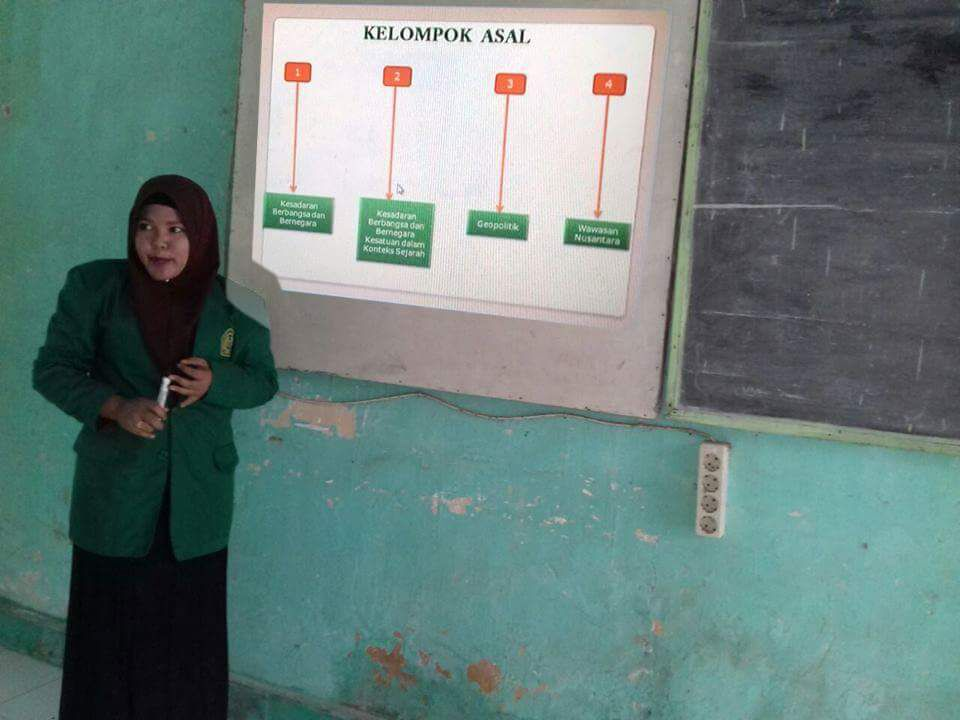 KELOMPOK ASAL
1
2
3
4
Kesadaran
Berbangsa dan
Bernegara
Kesadaran
Berbangsa dan
Bernegara
Kesatuan dalam
Konteks Sejarah
Geopolitik
Wawasan
Nusantara